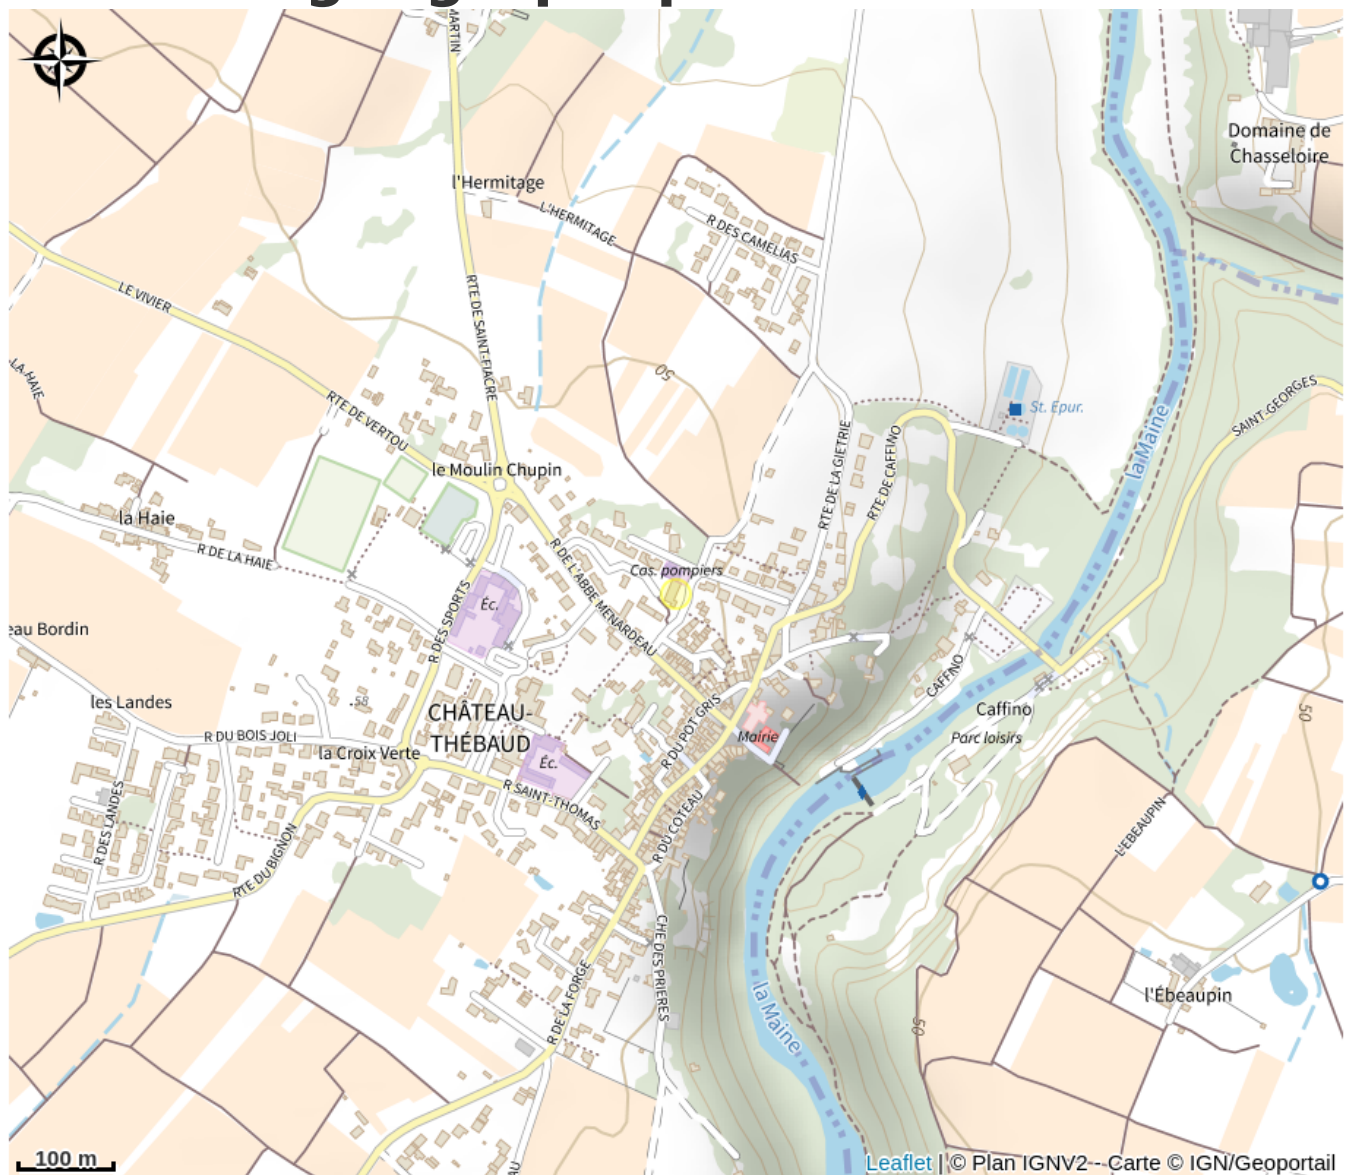 MARTIN
Domaine de
Chasseloire
l'Hermitage
L'HERMITAGE
R DES CAMELIAS
LE VIVIER
RTE DE SAINT-FIACRE
50
-LA-HAIE
RTE DE VERTOU
St. Epur.
SAINT-GEORGES
la Maine
RTE DE LA GIETRIE
RTE DE CAFFINO
le Moulin Chupin
la Haie
R DE LA HAIE
R DE L'ABBE MENARDEAU
Cas. pompiers
Éc.
R DES SPORTS
eau Bordin
les Landes
58
CHÂTEAU-
THÉBAUD
R DU BOIS JOLI
la Croix Verte
Éc.
R DU POT GRIS
Mairie
CAFFINO
Caffino
Parc loisirs
50
R SAINT-THOMAS
R DES LANDES
RTE DU BIGNON
R DU COTEAU
L'EBEAUPIN
CHE DES PRIERES
R DE LA FORGE
la Maine
l'Ébeaupin
50
AU
100 m
Leaflet | © Plan IGNV2 - Carte © IGN/Geoportail